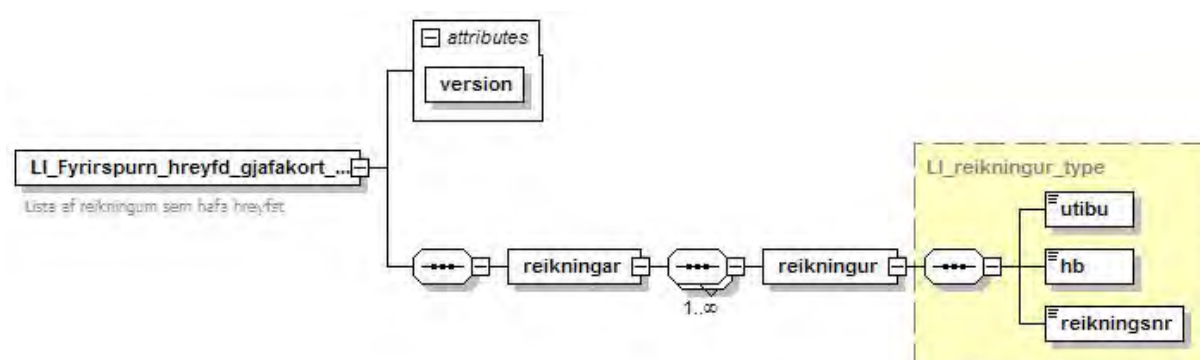 attributes
version
LI_Fyrirspurn_hreyfd_gjafakort_...
Lista af reikningum sem hafa hreyfst
LI_reikningur_type
utibu
reikningar
1..∞
reikningur
hb
reikningsnr